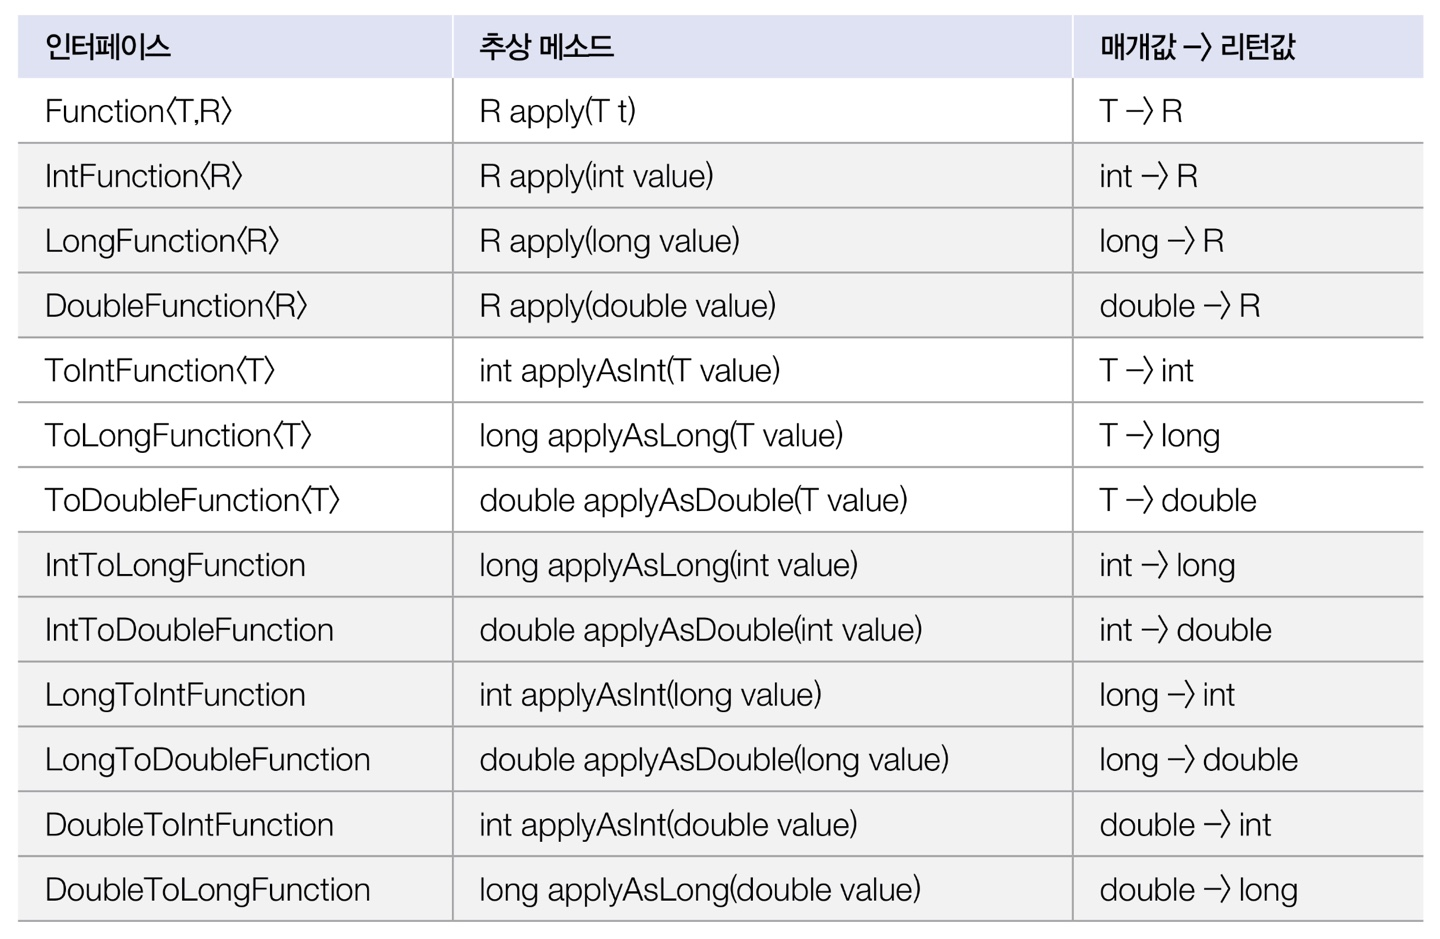 인터페이스 추상 메소드 매개값 –> 리턴값
Function〈T,R〉 R apply(T t) T –> R
IntFunction〈R〉 R apply(int value) int –> R
LongFunction〈R〉 R apply(long value) long –> R
DoubleFunction〈R〉 R apply(double value) double –> R
ToIntFunction〈T〉 int applyAsInt(T value) T –> int
ToLongFunction〈T〉 long applyAsLong(T value) T –> long
ToDoubleFunction〈T〉 double applyAsDouble(T value) T –> double
IntToLongFunction long applyAsLong(int value) int –> long
IntToDoubleFunction double applyAsDouble(int value) int –> double
LongToIntFunction int applyAsInt(long value) long –> int
LongToDoubleFunction double applyAsDouble(long value) long –> double
DoubleToIntFunction int applyAsInt(double value) double –> int
DoubleToLongFunction long applyAsLong(double value) double –> long